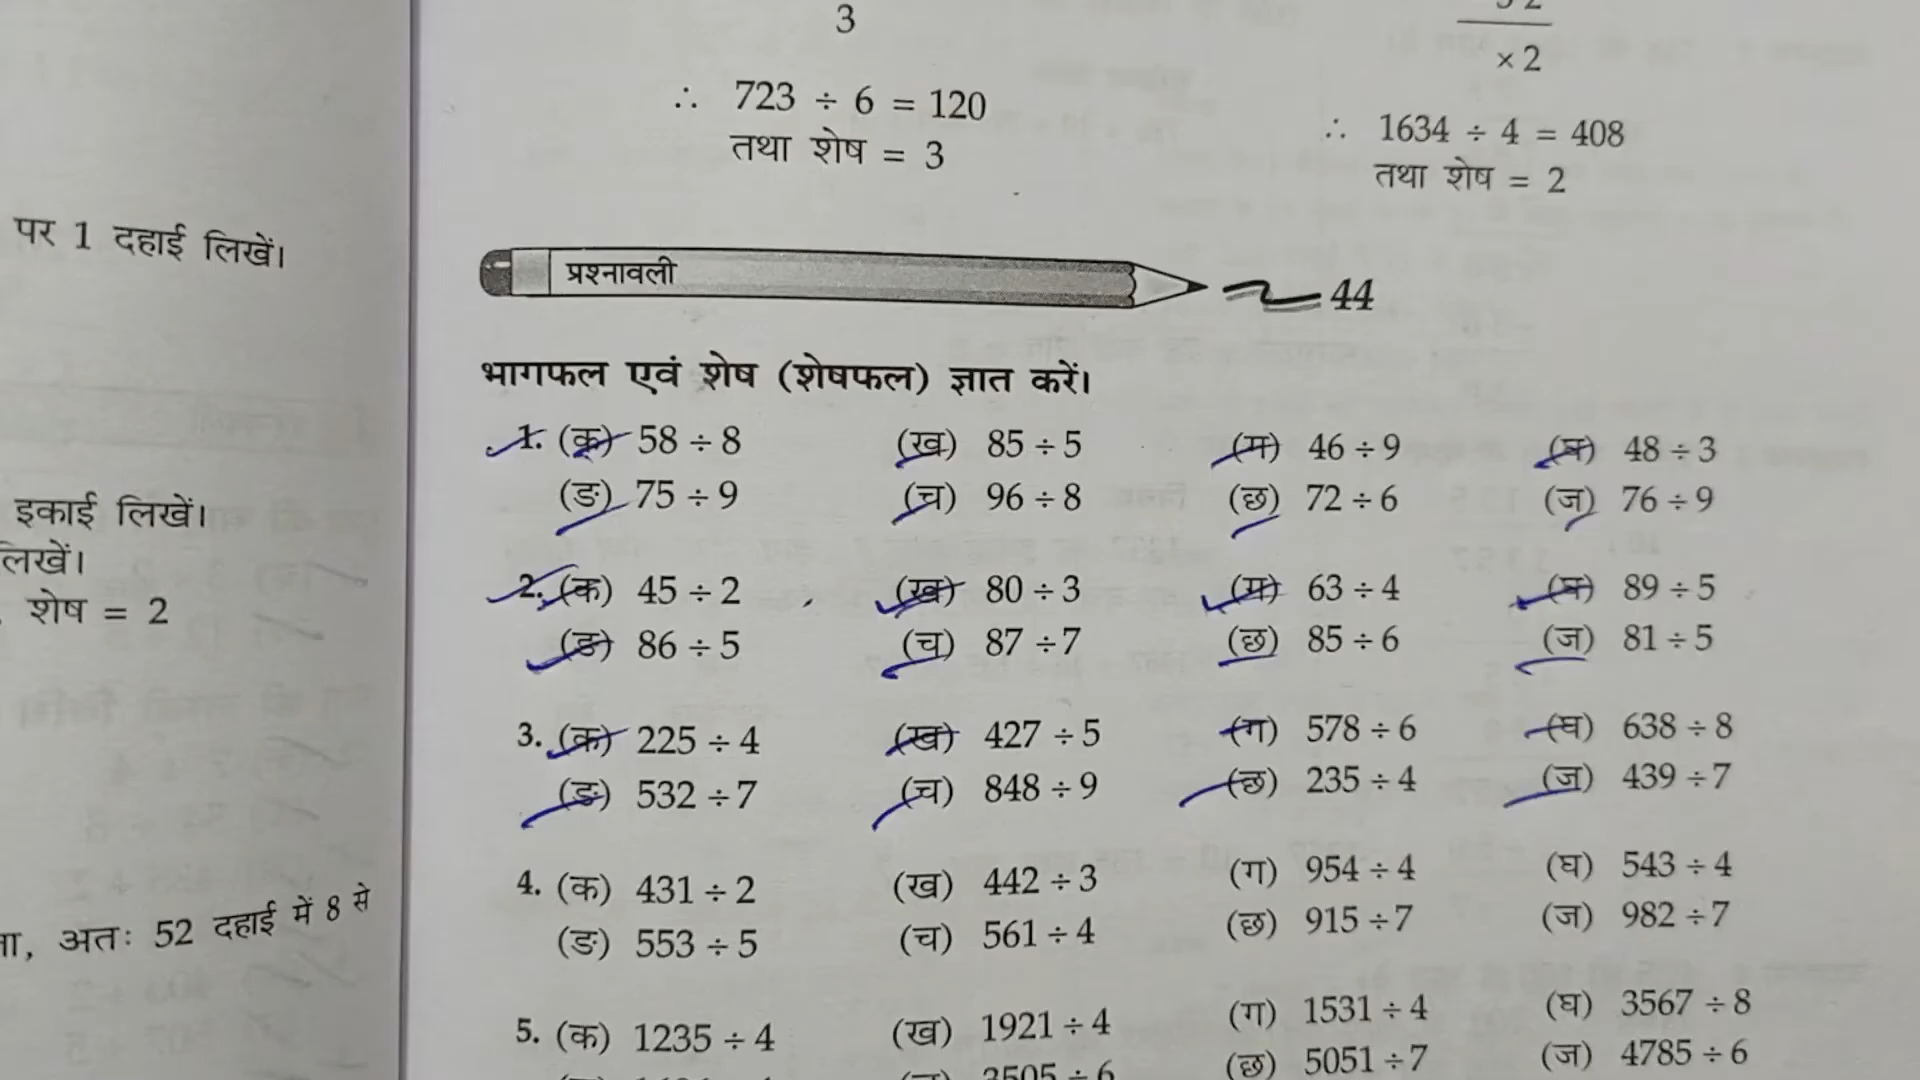 3
∴ 723 ÷ 6 = 120
तथा शेष = 3
× 2
∴ 1634 ÷ 4 = 408
तथा शेष = 2
पर 1 दहाई लिखें।
इकाई लिखें।
लिखें।
शेष = 2
अतः 52 दहाई में 8 से
प्रश्नावली 44
भागफल एवं शेष (शेषफल) ज्ञात करें।
1. (क) 58 ÷ 8 (ख) 85 ÷ 5 (ग) 46 ÷ 9 (घ) 48 ÷ 3
(ङ) 75 ÷ 9 (च) 96 ÷ 8 (छ) 72 ÷ 6 (ज) 76 ÷ 9
2. (क) 45 ÷ 2 (ख) 80 ÷ 3 (ग) 63 ÷ 4 (घ) 89 ÷ 5
(ङ) 86 ÷ 5 (च) 87 ÷ 7 (छ) 85 ÷ 6 (ज) 81 ÷ 5
3. (क) 225 ÷ 4 (ख) 427 ÷ 5 (ग) 578 ÷ 6 (घ) 638 ÷ 8
(ङ) 532 ÷ 7 (च) 848 ÷ 9 (छ) 235 ÷ 4 (ज) 439 ÷ 7
4. (क) 431 ÷ 2 (ख) 442 ÷ 3 (ग) 954 ÷ 4 (घ) 543 ÷ 4
(ङ) 553 ÷ 5 (च) 561 ÷ 4 (छ) 915 ÷ 7 (ज) 982 ÷ 7
5. (क) 1235 ÷ 4 (ख) 1921 ÷ 4 (ग) 1531 ÷ 4 (घ) 3567 ÷ 8
3505 ÷ 6 (छ) 5051 ÷ 7 (ज) 4785 ÷ 6